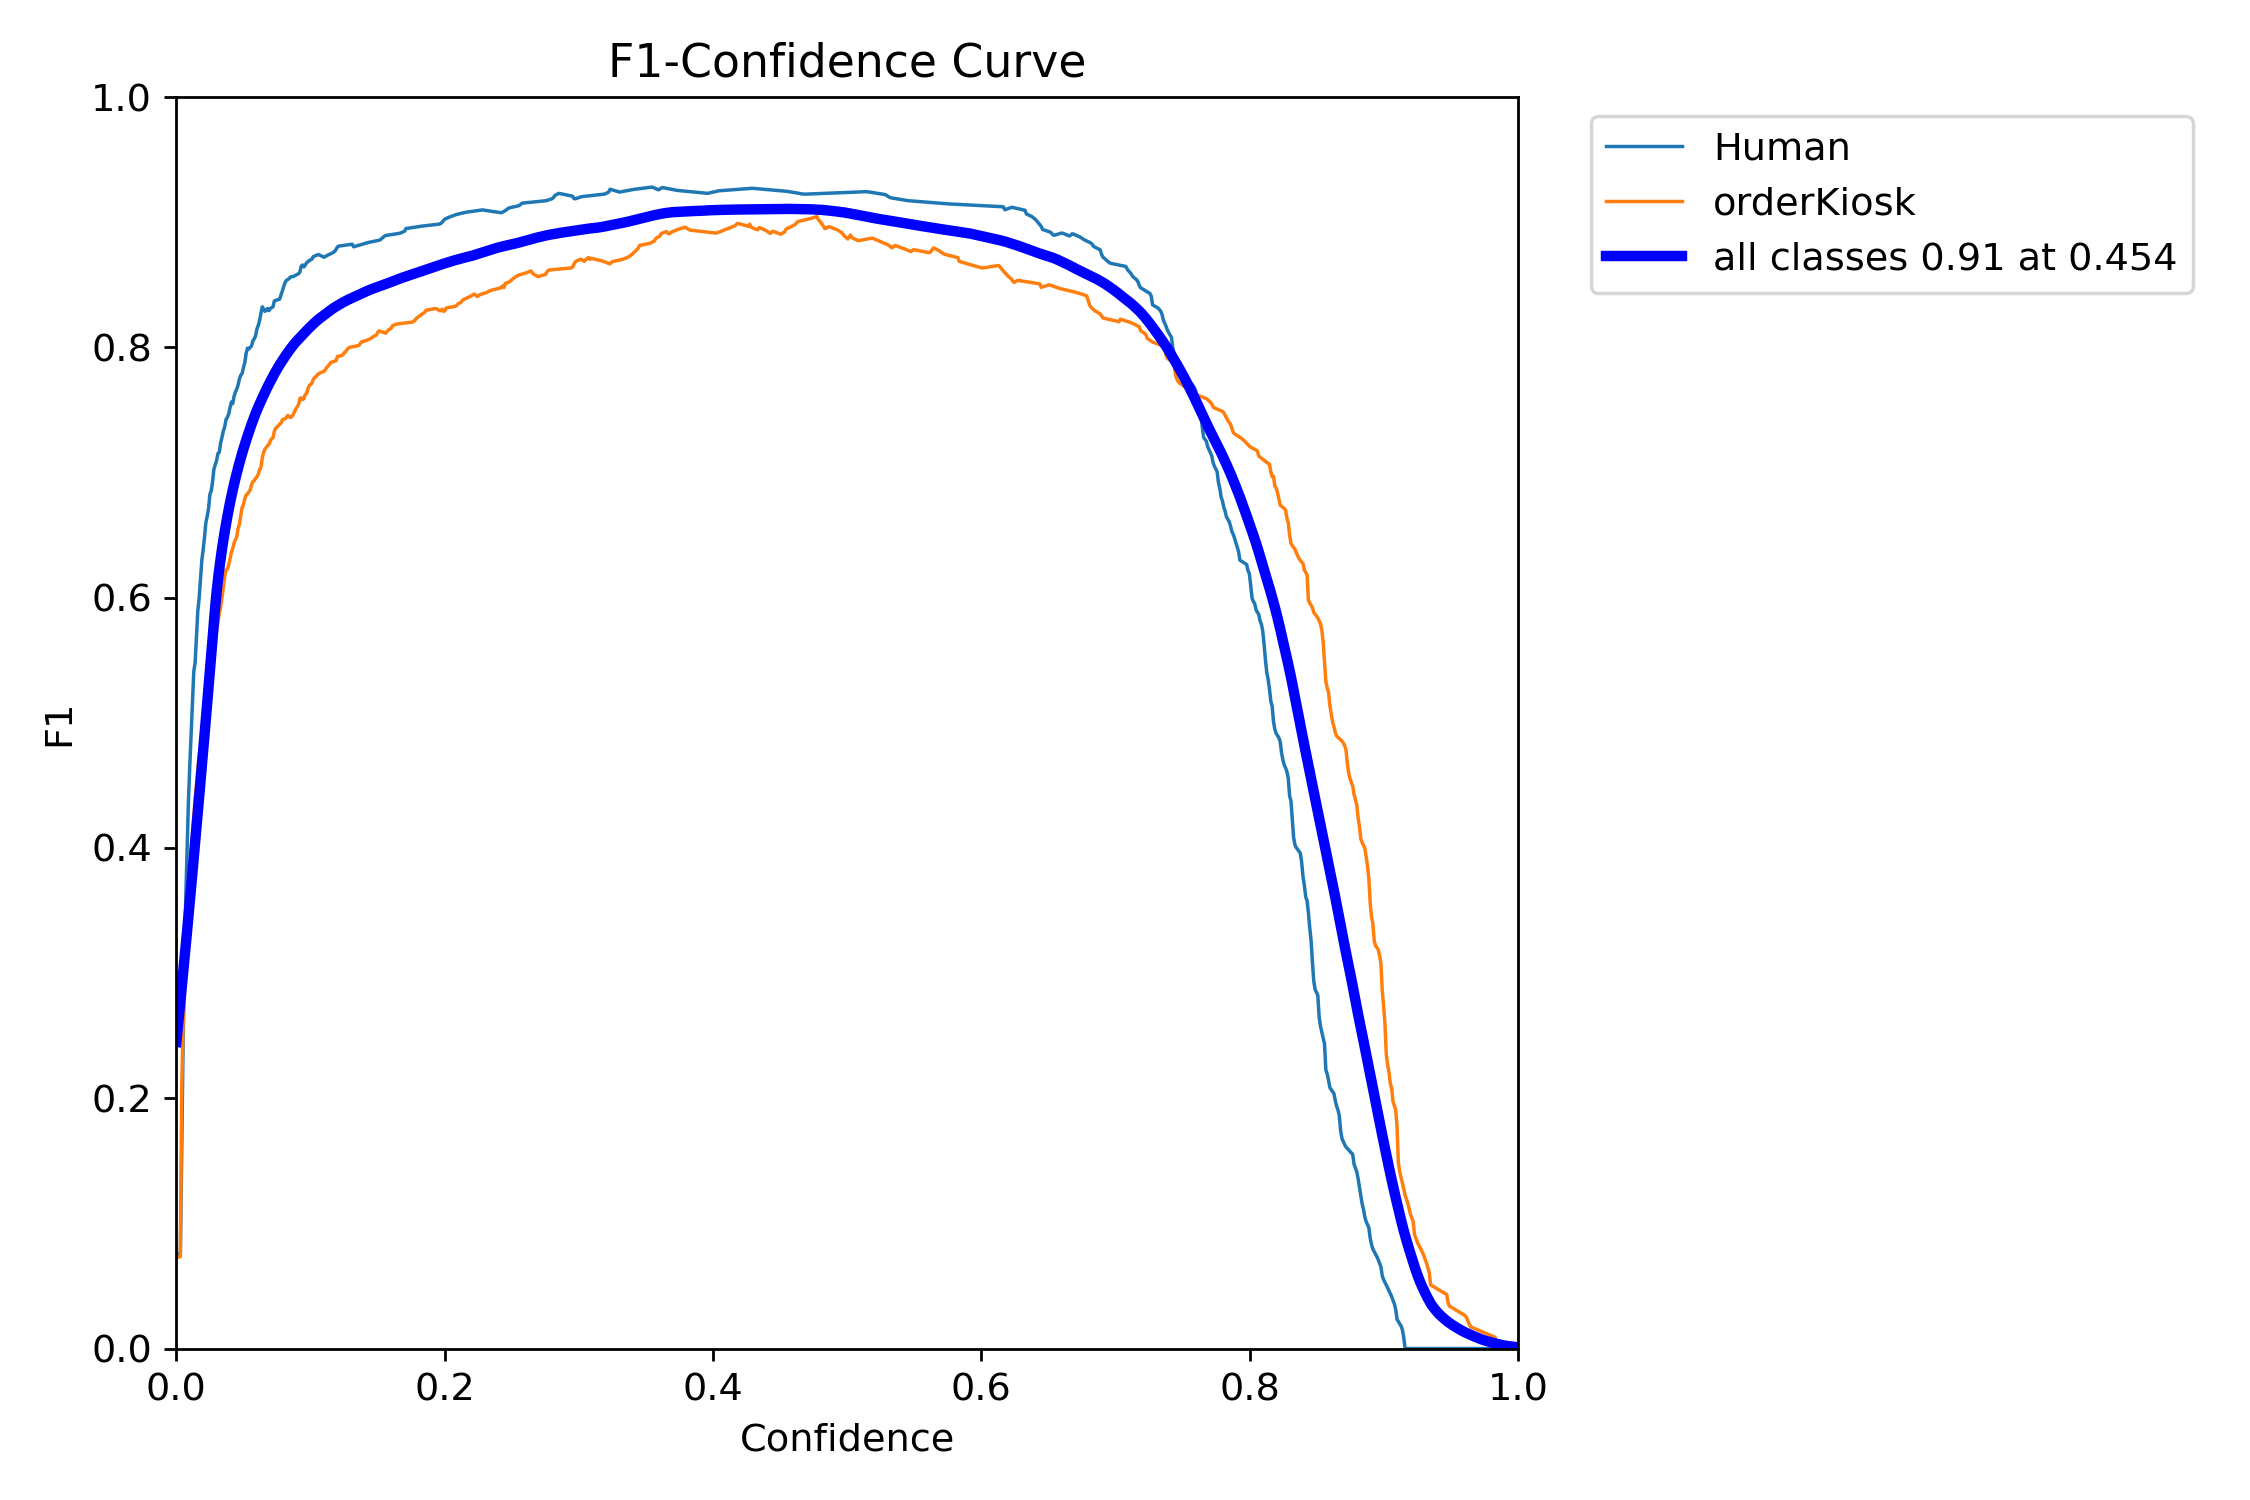 F1-Confidence Curve
Human
orderKiosk
all classes 0.91 at 0.454
1.0
0.8
0.6
0.4
0.2
0.0
F1
0.0 0.2 0.4 0.6 0.8 1.0
Confidence